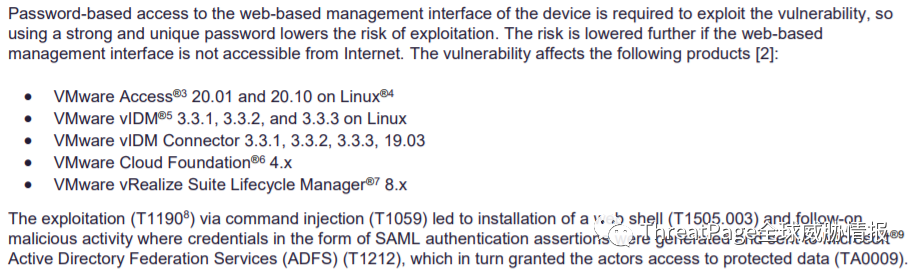 Password-based access to the web-based management interface of the device is required to exploit the vulnerability, so
using a strong and unique password lowers the risk of exploitation. The risk is lowered further if the web-based
management interface is not accessible from Internet. The vulnerability affects the following products [2]:
• VMware Access®³ 20.01 and 20.10 on Linux®⁴
• VMware vIDM®⁵ 3.3.1, 3.3.2, and 3.3.3 on Linux
• VMware vIDM Connector 3.3.1, 3.3.2, 3.3.3, 19.03
• VMware Cloud Foundation®⁶ 4.x
• VMware vRealize Suite Lifecycle Manager®⁷ 8.x
The exploitation (T1190⁸) via command injection (T1059) led to installation of a shell (T1505.003) and follow-on
malicious activity where credentials in the form of SAML authentication assertions generated and sent to Microsoft®⁹
Active Directory Federation Services (ADFS) (T1212), which in turn granted the actors access to protected data (TA0009).
ThreatPage全球威胁情报